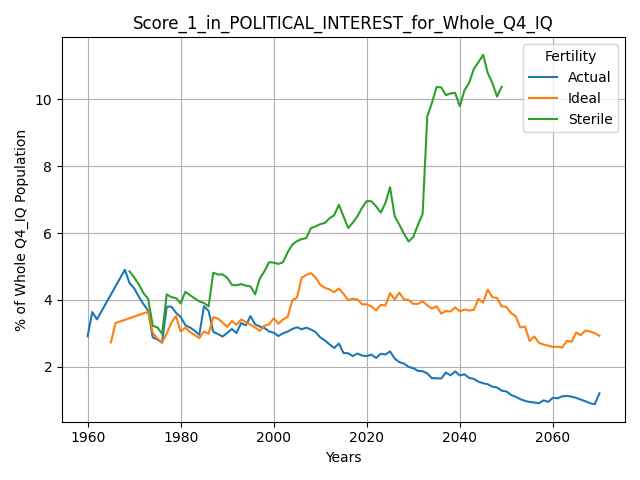 Score_1_in_POLITICAL_INTEREST_for_Whole_Q4_IQ
Fertility
Actual
Ideal
Sterile
% of Whole Q4_IQ Population
10
8
6
4
2
1960
1980
2000
2020
2040
2060
Years